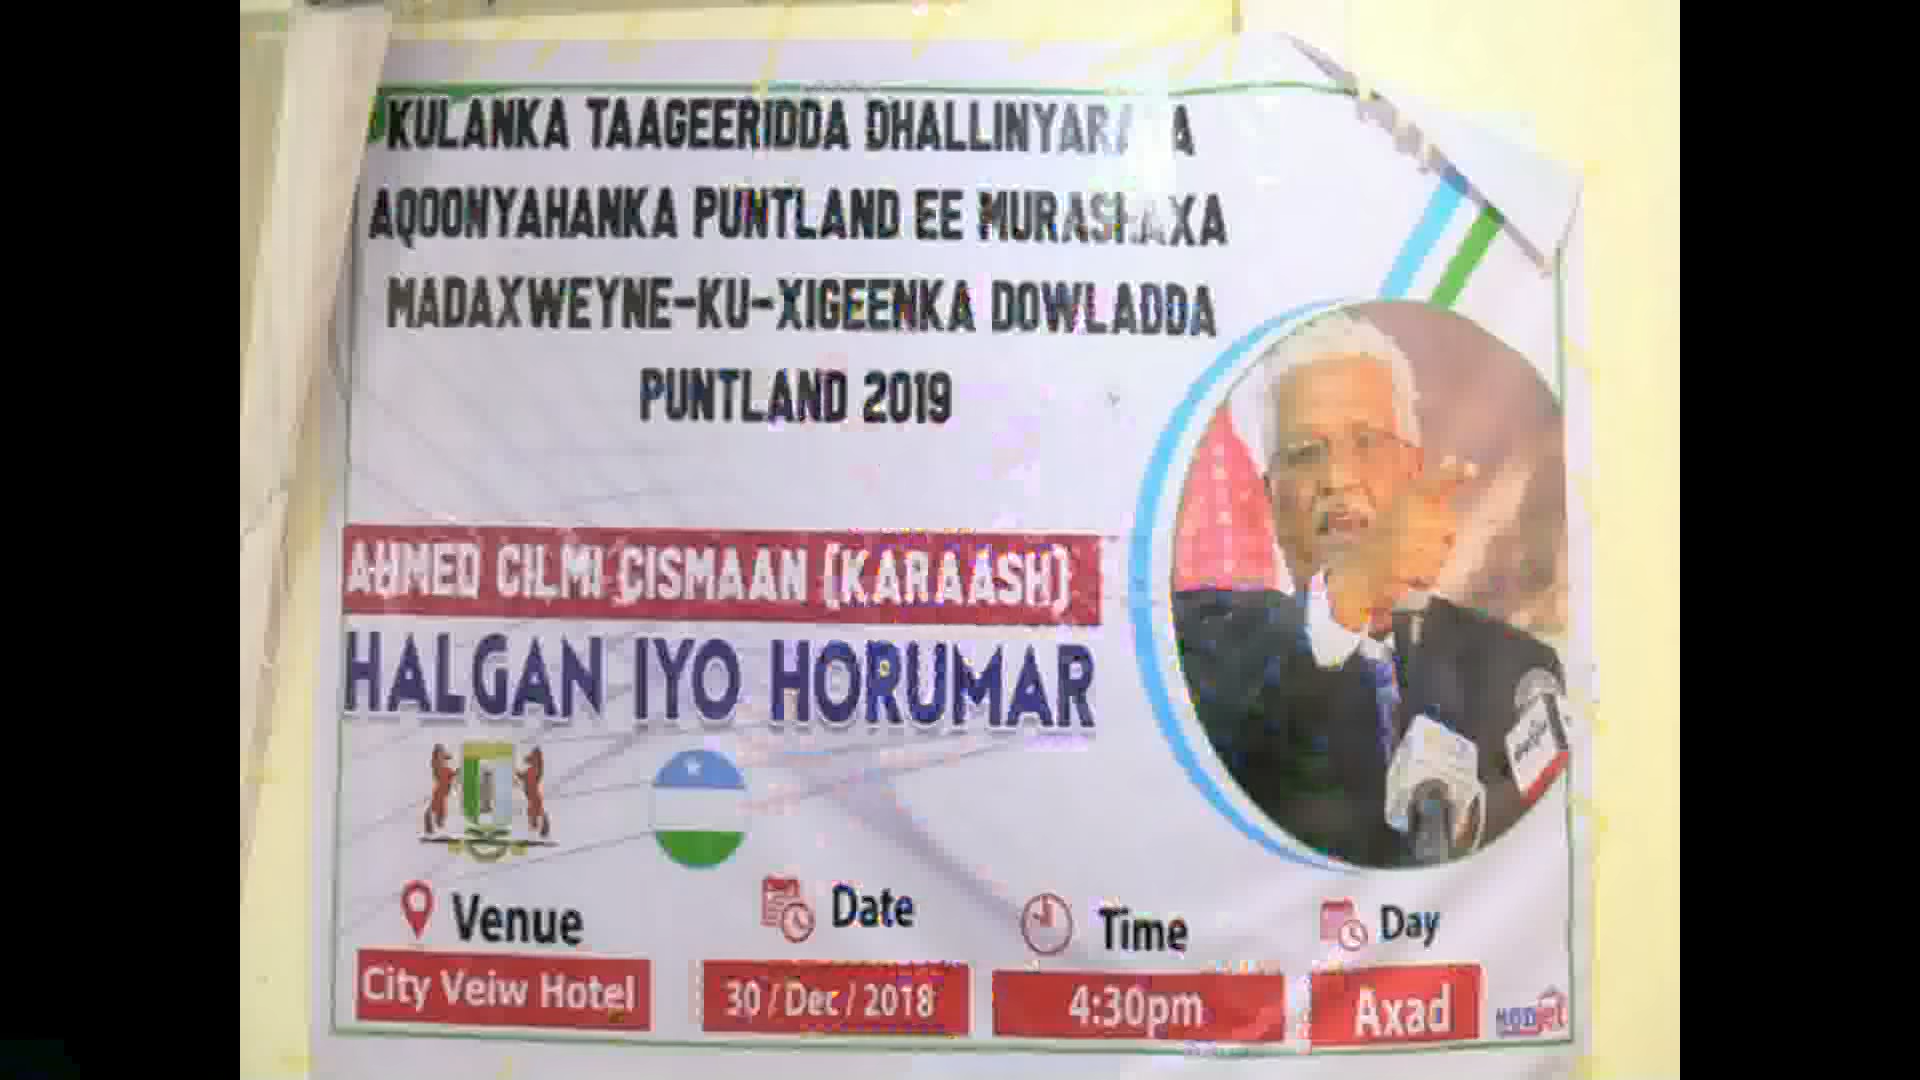 KULANKA TAAGEERIDDA
AQOONYAHANKA PUNTLAND EE MURASHAXA
MADAXWEYNE-KU-XIGEENKA DOWLADDA
PUNTLAND 2019
AHMED CILMI CISMAAN (KARAASH)
HALGAN IYO HORUMAR
Venue
City Veiw Hotel
Date
30 / Dec / 2018
Time
4:30pm
Day
Axad